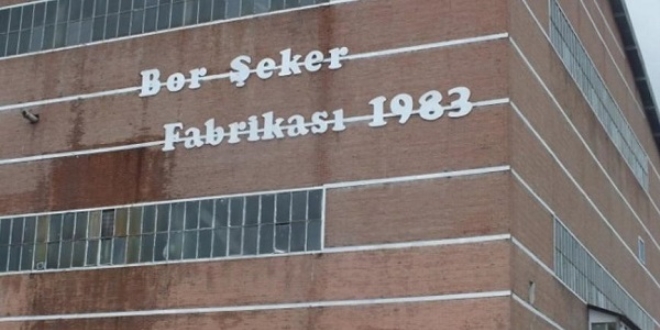 Bor Şeker
Fabrikası 1983